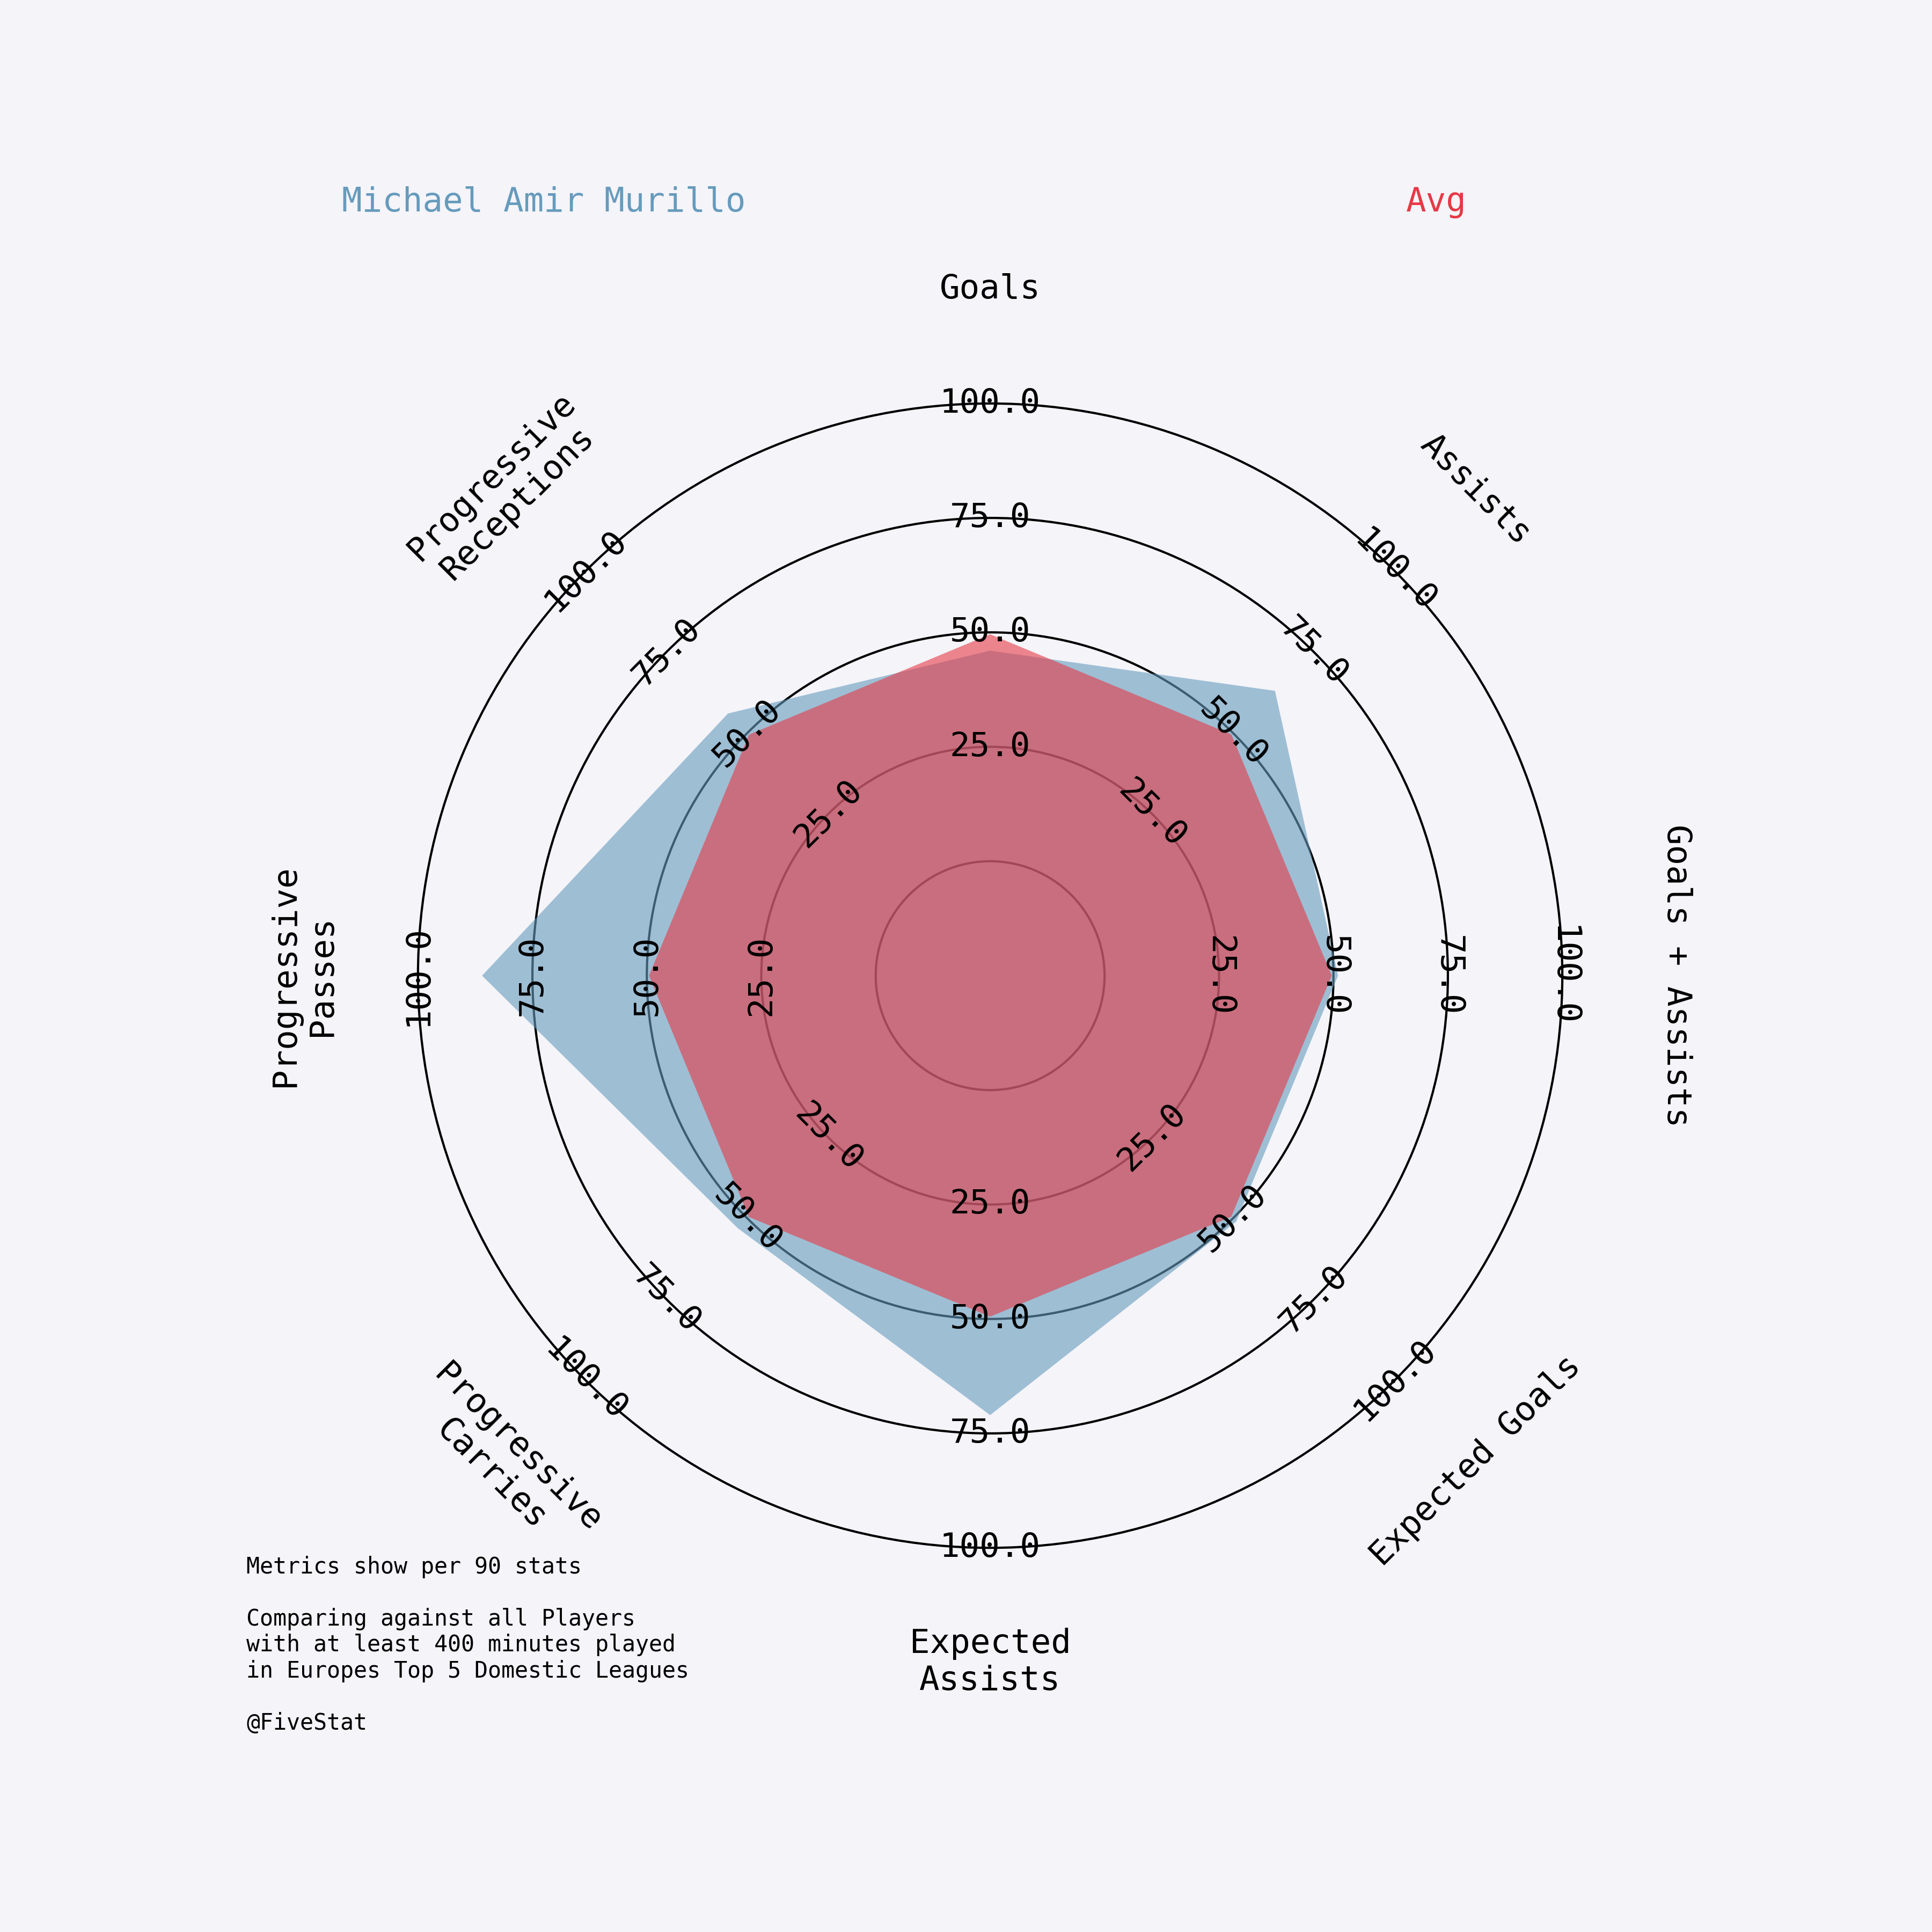 Michael Amir Murillo
Avg
Goals
Assists
Goals + Assists
Expected Goals
Expected
Assists
Progressive
Carries
Progressive
Passes
Progressive
Receptions
100.0
75.0
50.0
25.0
100.0
75.0
50.0
25.0
100.0
75.0
50.0
25.0
100.0
75.0
50.0
25.0
100.0
75.0
50.0
25.0
100.0
75.0
50.0
25.0
100.0
75.0
50.0
25.0
100.0
75.0
50.0
25.0
Metrics show per 90 stats
Comparing against all Players
with at least 400 minutes played
in Europes Top 5 Domestic Leagues
@FiveStat